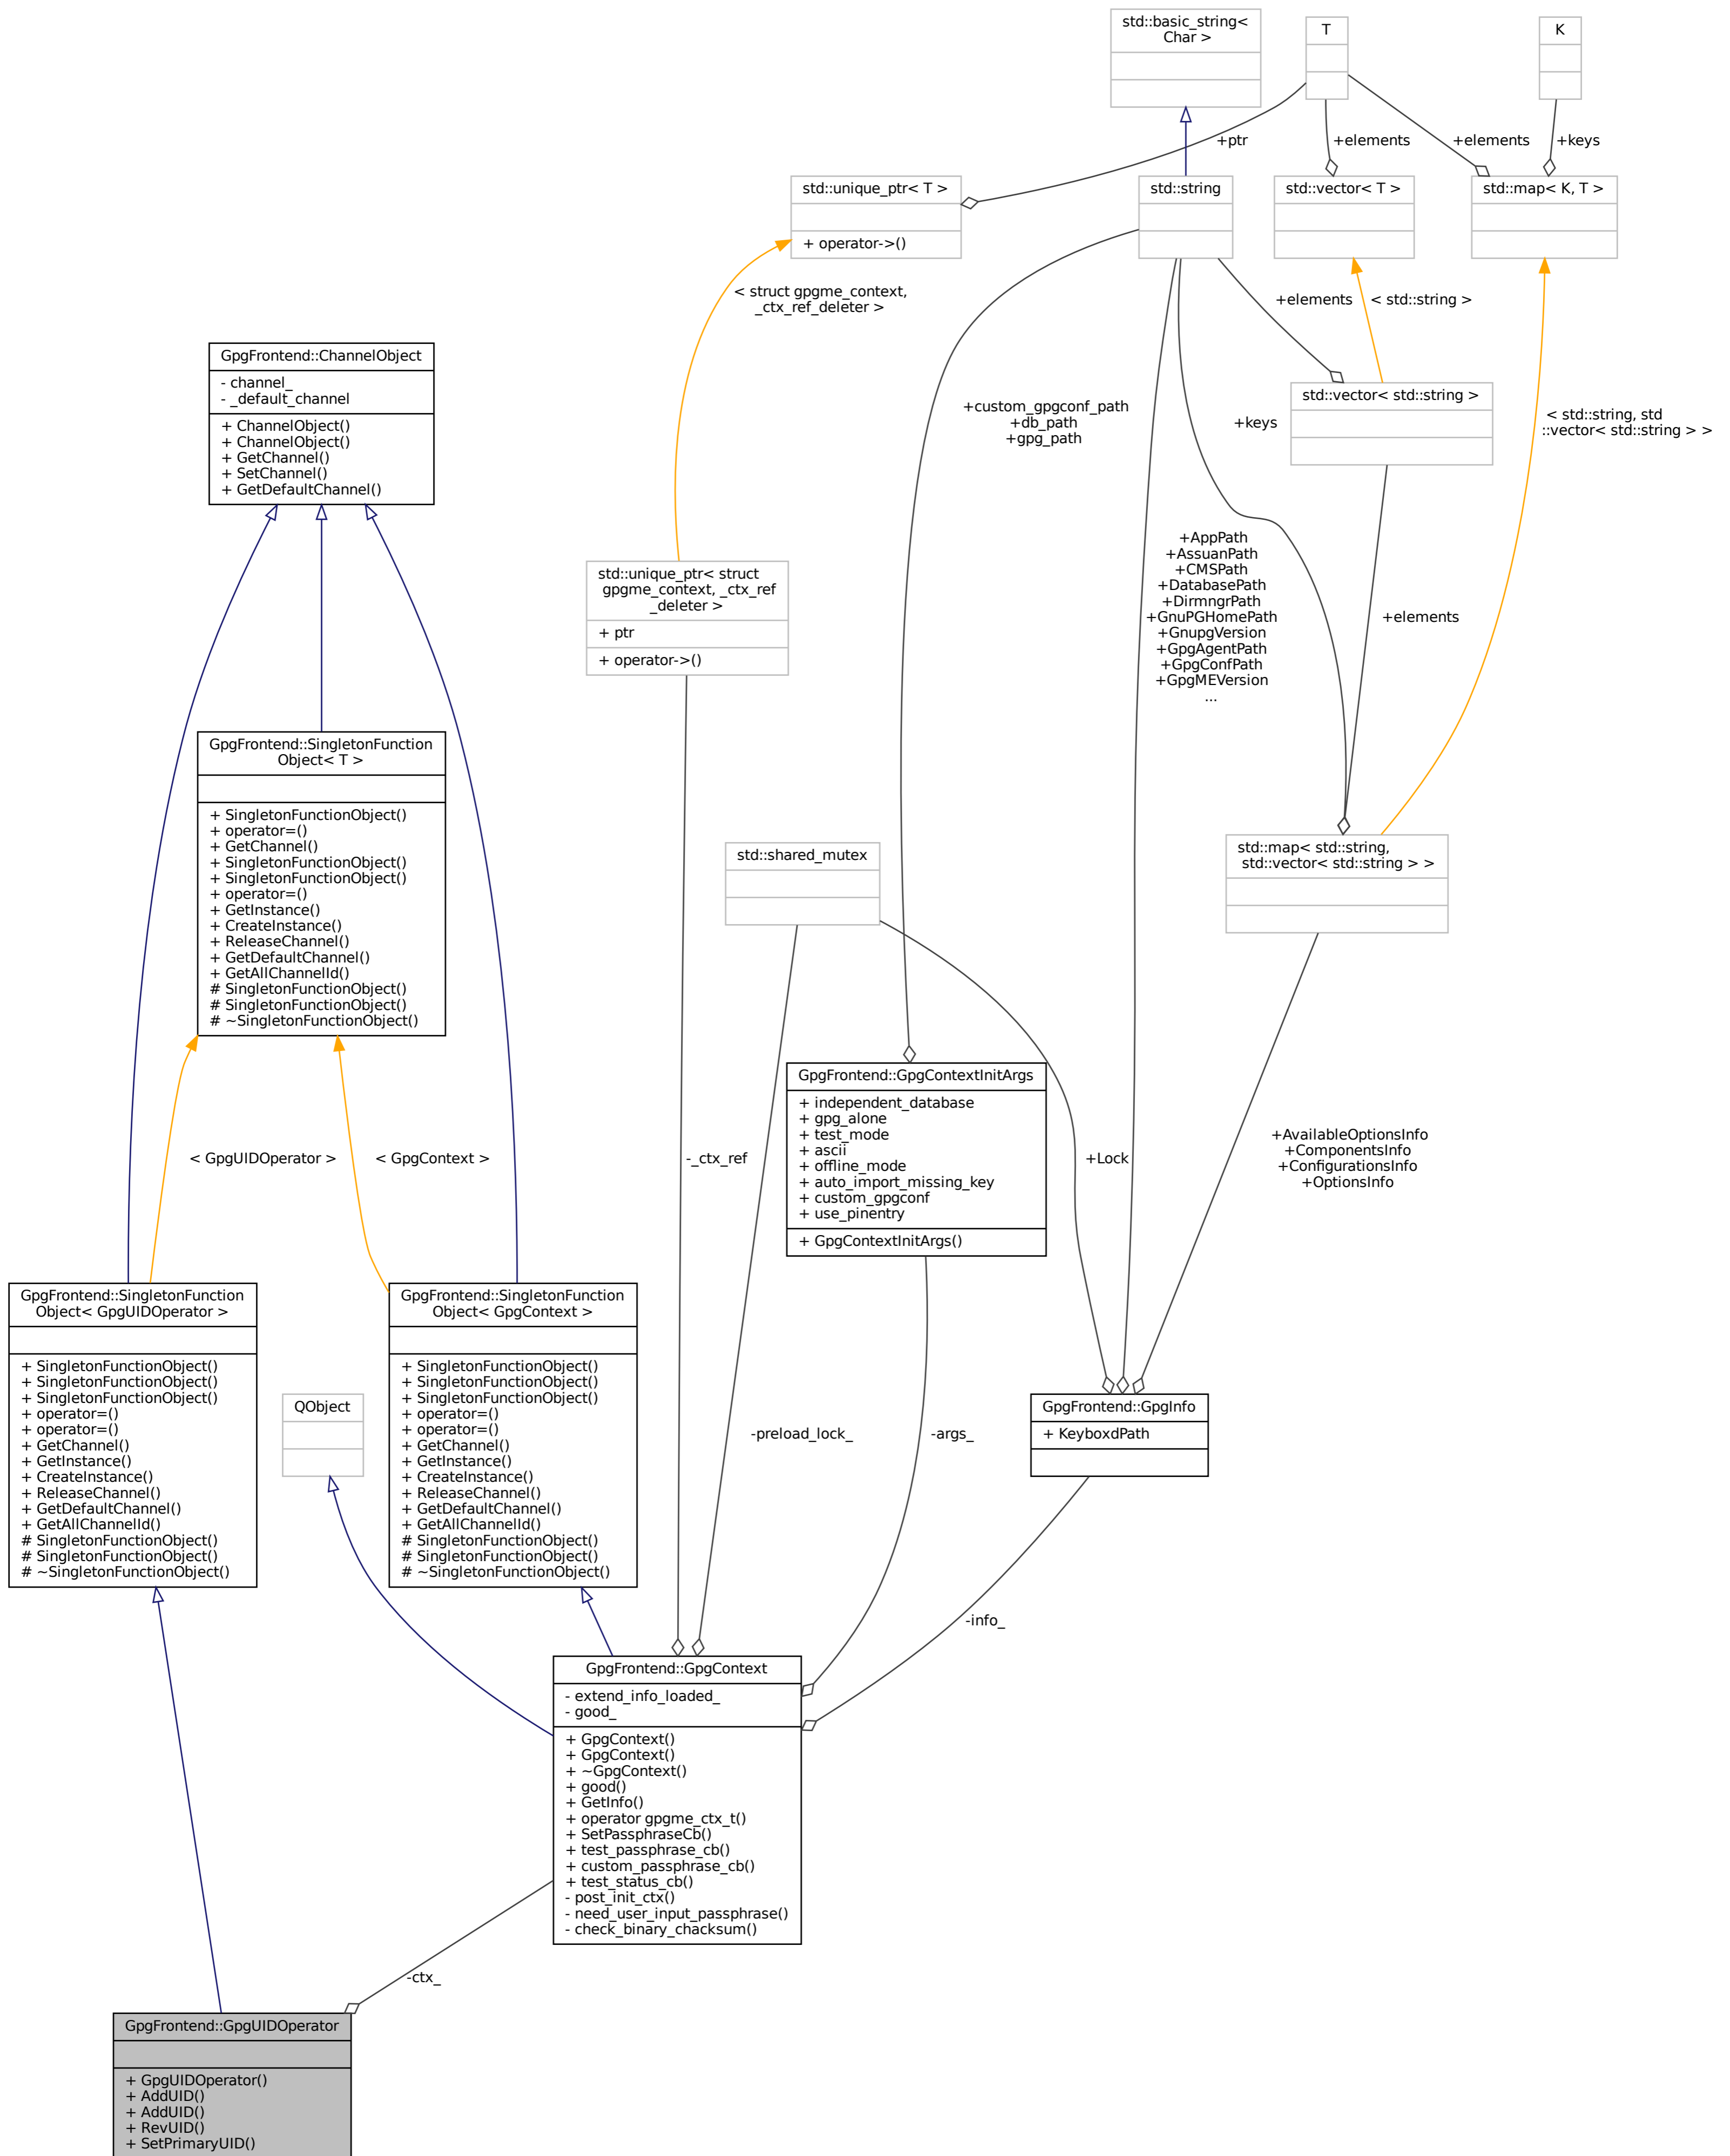 std::basic_string<
Char >
T
K
+ptr
+elements
+elements
+keys
std::unique_ptr< T >
+ operator->()
std::string
std::vector< T >
std::map< K, T >
< struct gpgme_context,
_ctx_ref_deleter >
+elements
< std::string >
GpgFrontend::ChannelObject
- channel_
- _default_channel
+ ChannelObject()
+ ChannelObject()
+ GetChannel()
+ SetChannel()
+ GetDefaultChannel()
+custom_gpgconf_path
+db_path
+gpg_path
+keys
std::vector< std::string >
< std::string, std
::vector< std::string > >
std::unique_ptr< struct
gpgme_context, _ctx_ref
_deleter >
+ ptr
+ operator->()
+AppPath
+AssuanPath
+CMSPath
+DatabasePath
+DirmngrPath
+GnuPGHomePath
+GnupgVersion
+GpgAgentPath
+GpgConfPath
+GpgMEVersion
...
+elements
GpgFrontend::SingletonFunction
Object< T >
+ SingletonFunctionObject()
+ operator=()
+ GetChannel()
+ SingletonFunctionObject()
+ SingletonFunctionObject()
+ operator=()
+ GetInstance()
+ CreateInstance()
+ ReleaseChannel()
+ GetDefaultChannel()
+ GetAllChannelId()
# SingletonFunctionObject()
# SingletonFunctionObject()
# ~SingletonFunctionObject()
std::shared_mutex
std::map< std::string,
std::vector< std::string > >
GpgFrontend::GpgContextInitArgs
+ independent_database
+ gpg_alone
+ test_mode
+ ascii
+ offline_mode
+ auto_import_missing_key
+ custom_gpgconf
+ use_pinentry
+ GpgContextInitArgs()
< GpgUIDOperator >
< GpgContext >
-_ctx_ref
+Lock
+AvailableOptionsInfo
+ComponentsInfo
+ConfigurationsInfo
+OptionsInfo
GpgFrontend::SingletonFunction
Object< GpgUIDOperator >
+ SingletonFunctionObject()
+ SingletonFunctionObject()
+ SingletonFunctionObject()
+ operator=()
+ operator=()
+ GetChannel()
+ GetInstance()
+ CreateInstance()
+ ReleaseChannel()
+ GetDefaultChannel()
+ GetAllChannelId()
# SingletonFunctionObject()
# SingletonFunctionObject()
# ~SingletonFunctionObject()
QObject
GpgFrontend::SingletonFunction
Object< GpgContext >
+ SingletonFunctionObject()
+ SingletonFunctionObject()
+ SingletonFunctionObject()
+ operator=()
+ operator=()
+ GetChannel()
+ GetInstance()
+ CreateInstance()
+ ReleaseChannel()
+ GetDefaultChannel()
+ GetAllChannelId()
# SingletonFunctionObject()
# SingletonFunctionObject()
# ~SingletonFunctionObject()
-preload_lock_
-args_
GpgFrontend::GpgInfo
+ KeyboxdPath
-info_
GpgFrontend::GpgContext
- extend_info_loaded_
- good_
+ GpgContext()
+ GpgContext()
+ ~GpgContext()
+ good()
+ GetInfo()
+ operator gpgme_ctx_t()
+ SetPassphraseCb()
+ test_passphrase_cb()
+ custom_passphrase_cb()
+ test_status_cb()
- post_init_ctx()
- need_user_input_passphrase()
- check_binary_chacksum()
-ctx_
GpgFrontend::GpgUIDOperator
+ GpgUIDOperator()
+ AddUID()
+ AddUID()
+ RevUID()
+ SetPrimaryUID()